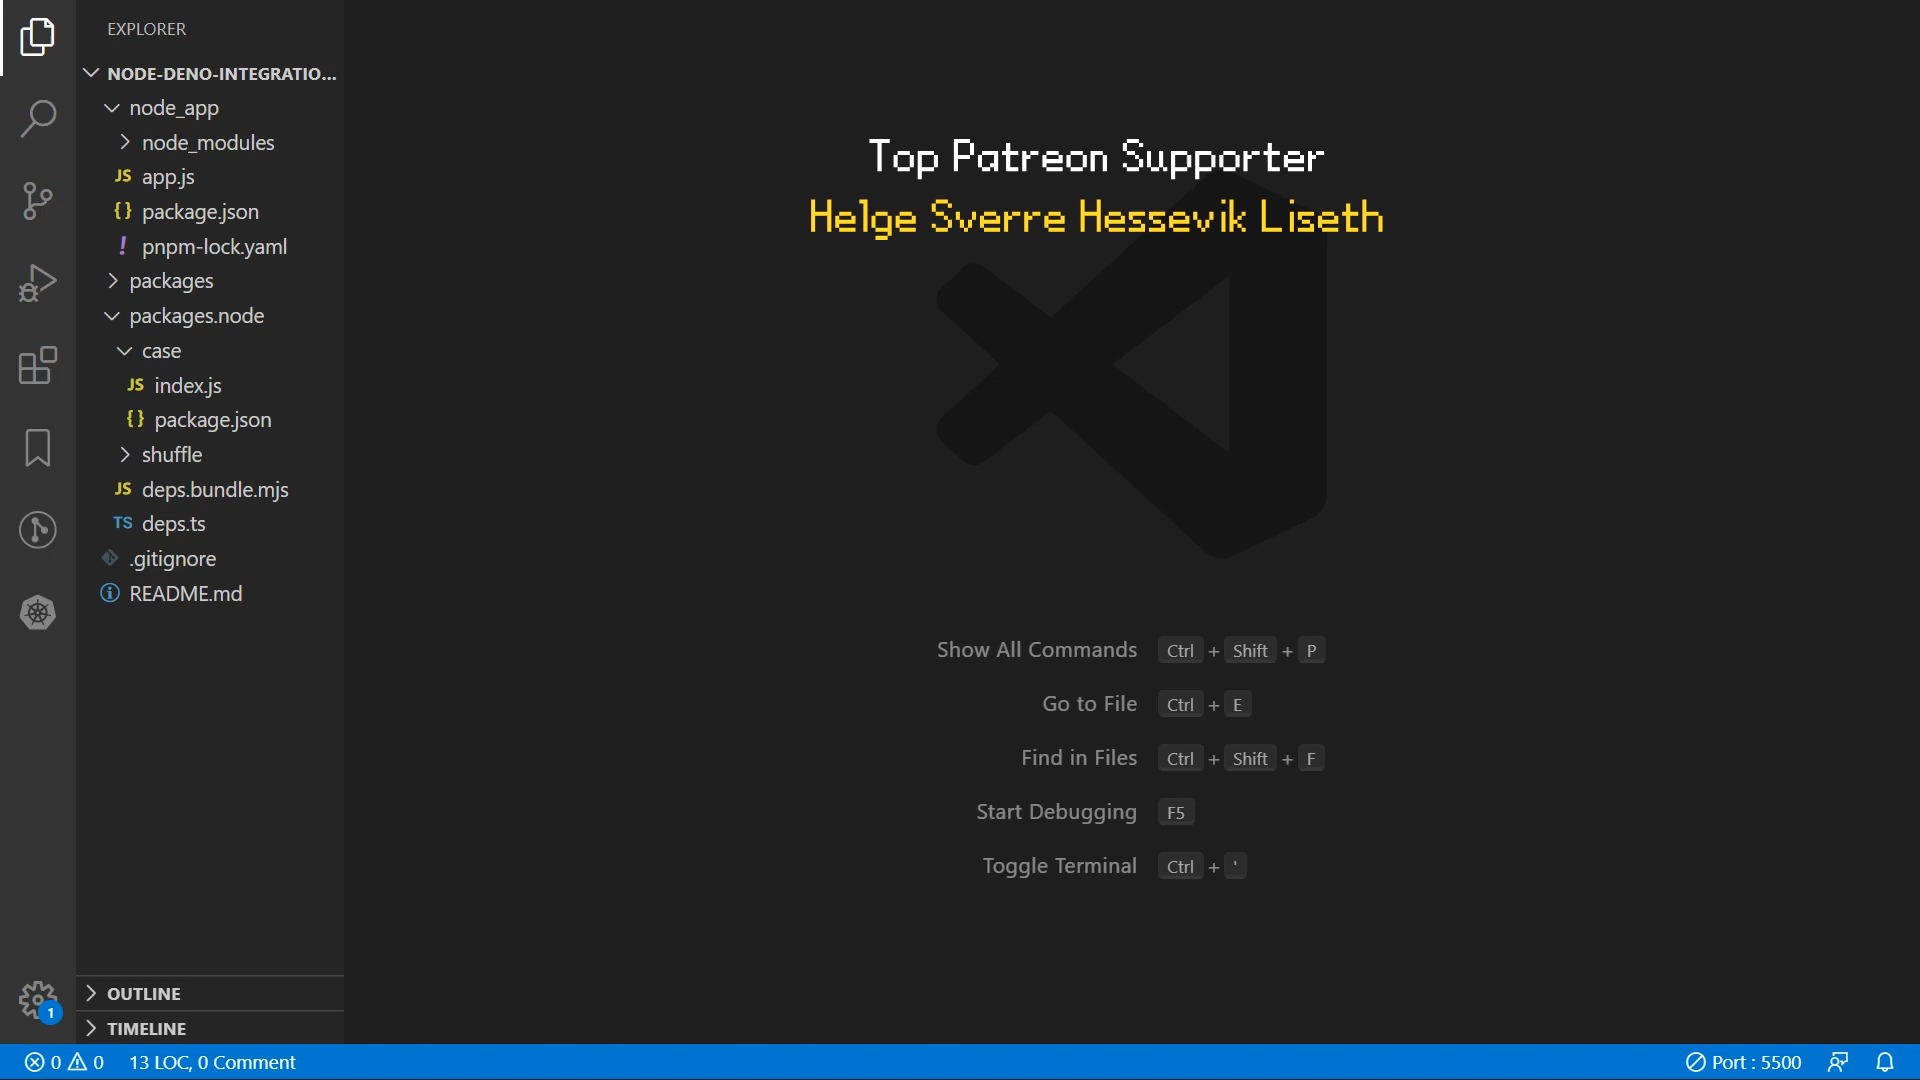 EXPLORER
NODE-DENO-INTEGRATIO...
node_app
node_modules
JS app.js
{} package.json
! pnpm-lock.yaml
packages
packages.node
case
JS index.js
{} package.json
shuffle
JS deps.bundle.mjs
TS deps.ts
.gitignore
README.md
OUTLINE
TIMELINE
1
Top Patreon Supporter
Helge Sverre Hessevik Liseth
Show All Commands Ctrl + Shift + P
Go to File Ctrl + E
Find in Files Ctrl + Shift + F
Start Debugging F5
Toggle Terminal Ctrl + '
0 0 13 LOC, 0 Comment
Port : 5500